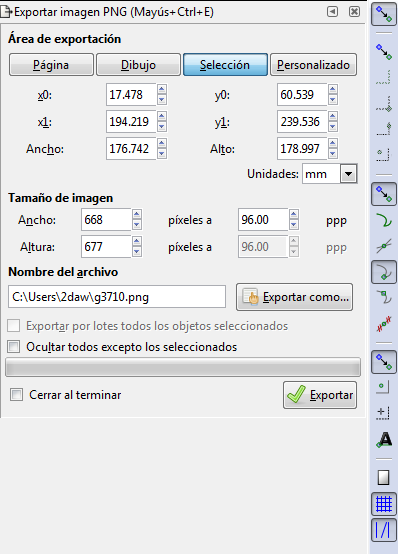 Exportar imagen PNG (Mayús+Ctrl+E)
Área de exportación
Página Dibujo Selección Personalizado
x0: 17.478 y0: 60.539
x1: 194.219 y1: 239.536
Ancho: 176.742 Alto: 178.997
Unidades: mm
Tamaño de imagen
Ancho: 668 píxeles a 96.00 ppp
Altura: 677 píxeles a 96.00 ppp
Nombre del archivo
C:\Users\2daw\g3710.png Exportar como...
Exportar por lotes todos los objetos seleccionados
Ocultar todos excepto los seleccionados
Cerrar al terminar Exportar
A